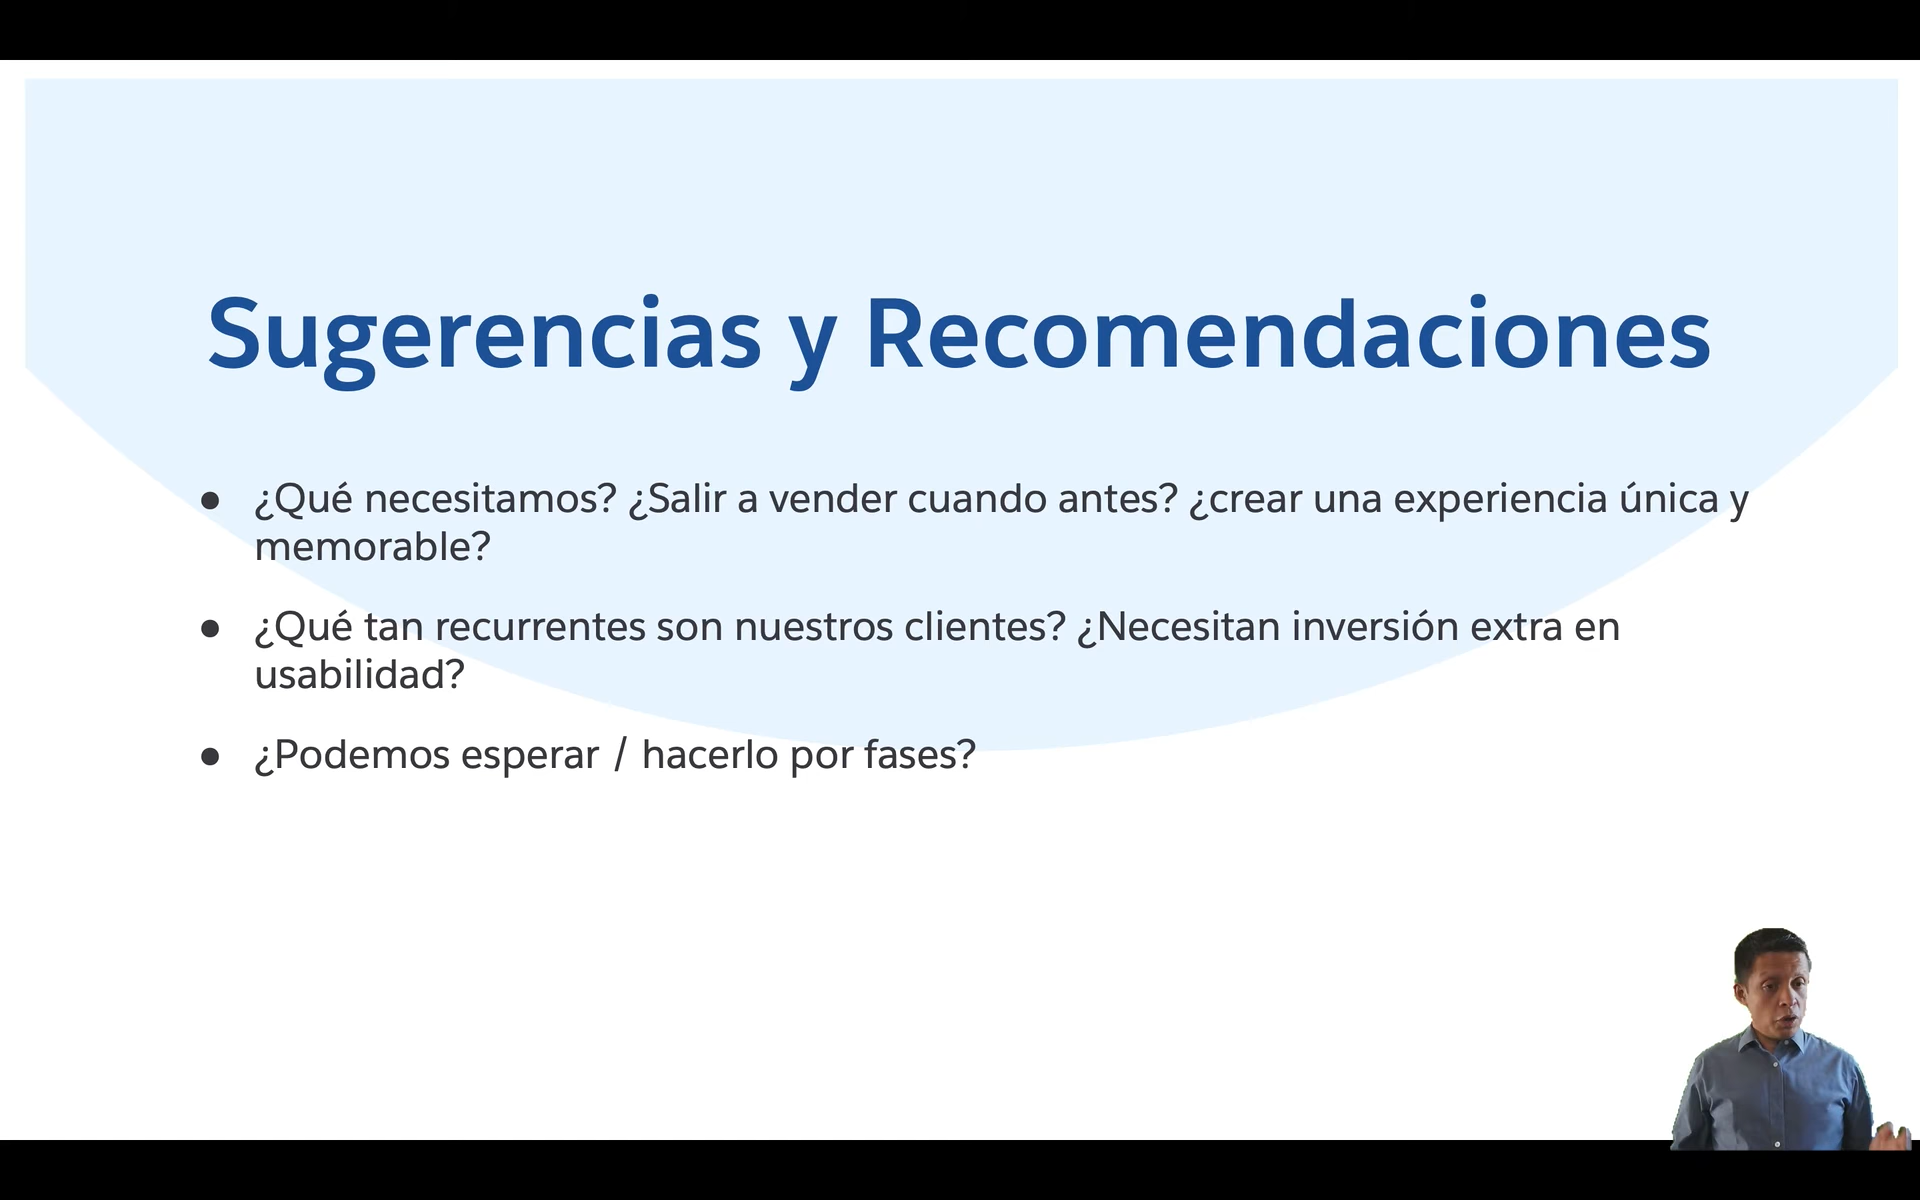 Sugerencias y Recomendaciones
● ¿Qué necesitamos? ¿Salir a vender cuando antes? ¿crear una experiencia única y
memorable?
● ¿Qué tan recurrentes son nuestros clientes? ¿Necesitan inversión extra en
usabilidad?
● ¿Podemos esperar / hacerlo por fases?